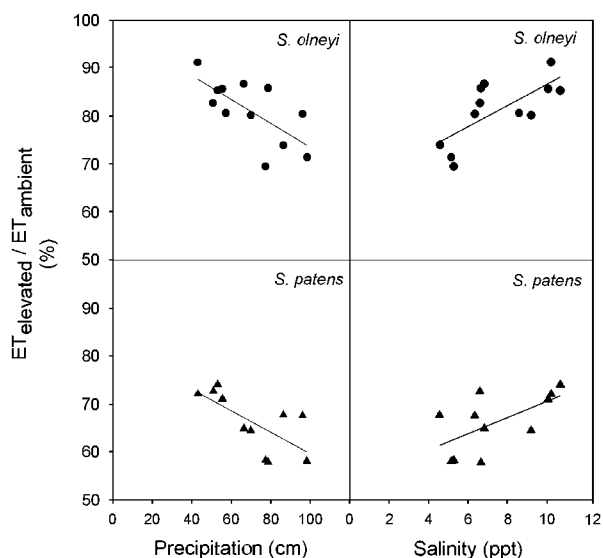 100
S. olneyi
S. olneyi
90
80
70
60
50
ET elevated / ET ambient
(%)
S. patens
S. patens
90
80
70
60
50
0 20 40 60 80 100 0 2 4 6 8 10 12
Precipitation (cm)
Salinity (ppt)